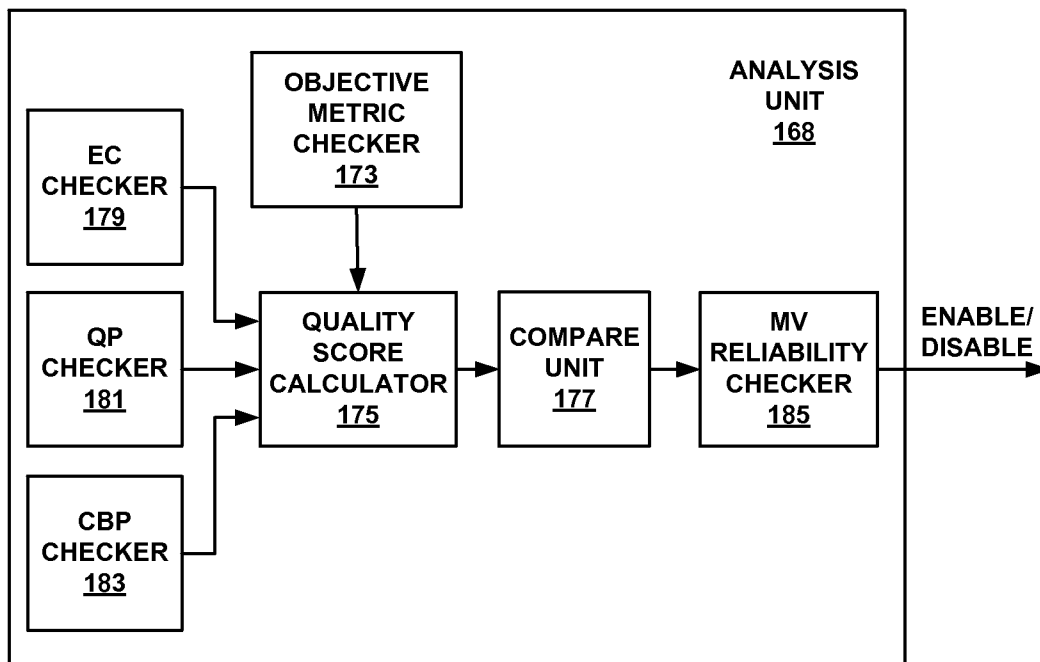 OBJECTIVE
METRIC
CHECKER
173
ANALYSIS
UNIT
168
EC
CHECKER
179
QP
CHECKER
181
CBP
CHECKER
183
QUALITY
SCORE
CALCULATOR
175
COMPARE
UNIT
177
MV
RELIABILITY
CHECKER
185
ENABLE/
DISABLE